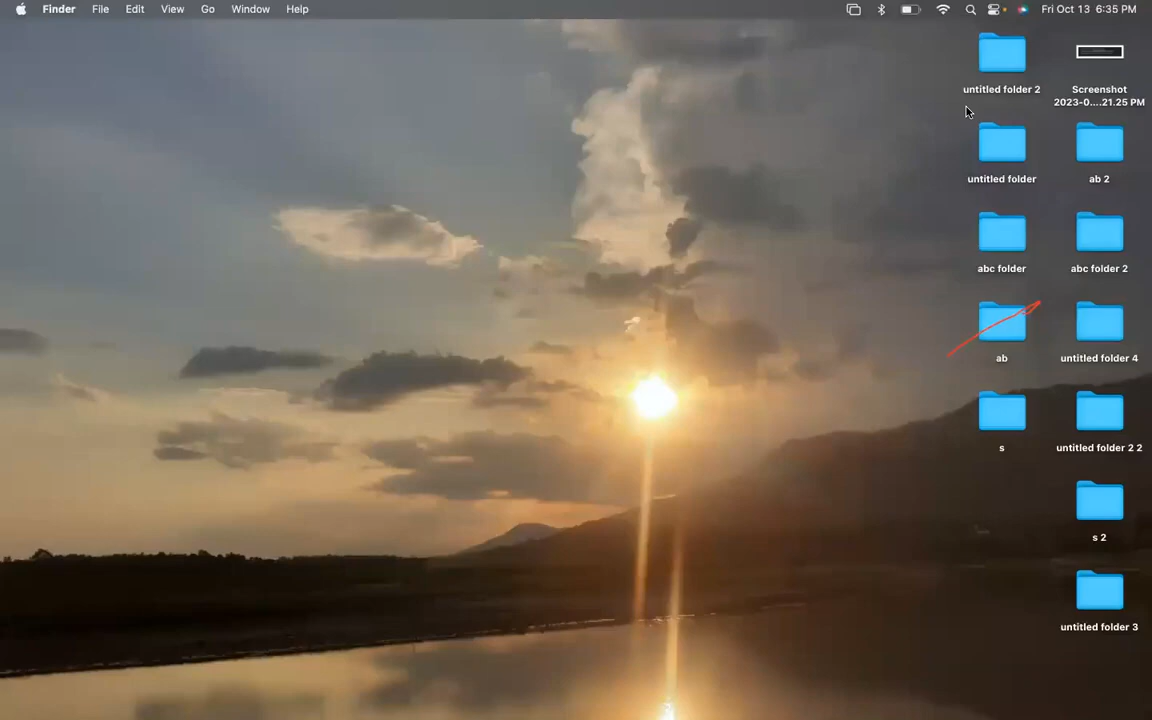 Finder File Edit View Go Window Help Fri Oct 13 6:35 PM
untitled folder 2
Screenshot
2023-0....21.25 PM
untitled folder
ab 2
abc folder
abc folder 2
ab
untitled folder 4
s
untitled folder 2 2
s 2
untitled folder 3